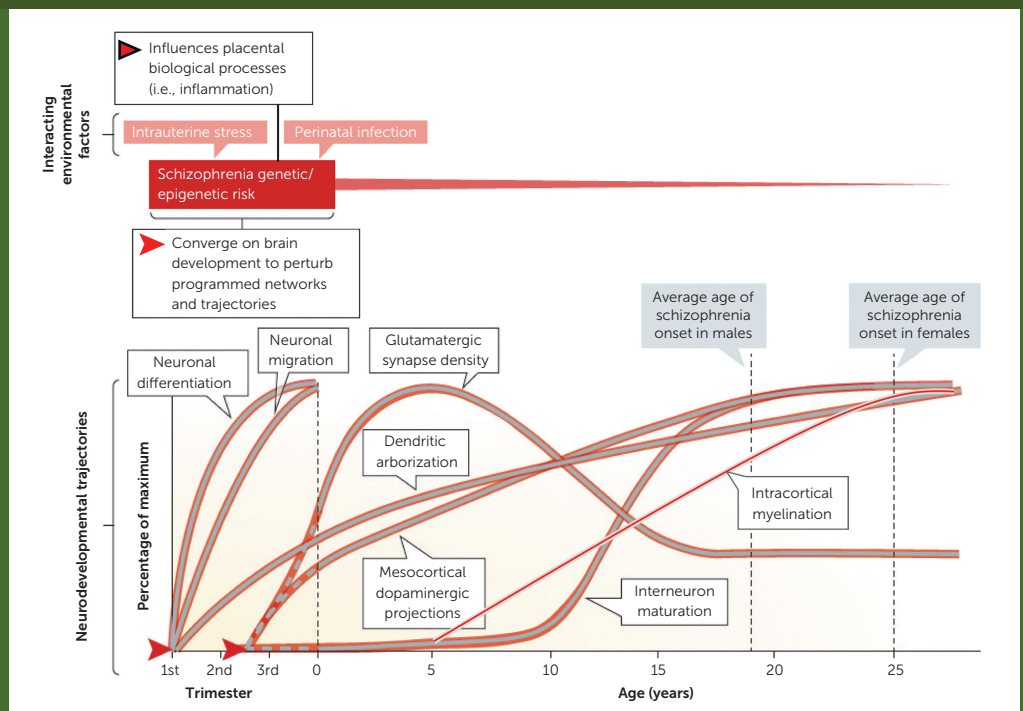 Influences placental
biological processes
(i.e., inflammation)
Interacting
environmental
factors
Intrauterine stress
Perinatal infection
Schizophrenia genetic/
epigenetic risk
Converge on brain
development to perturb
programmed networks
and trajectories
Average age of
schizophrenia
onset in males
Average age of
schizophrenia
onset in females
Neuronal
differentiation
Neuronal
migration
Glutamatergic
synapse density
Dendritic
arborization
Mesocortical
dopaminergic
projections
Intracortical
myelination
Interneuron
maturation
Neurodevelopmental trajectories
Percentage of maximum
1st 2nd 3rd 0 5 10 15 20 25
Trimester
Age (years)